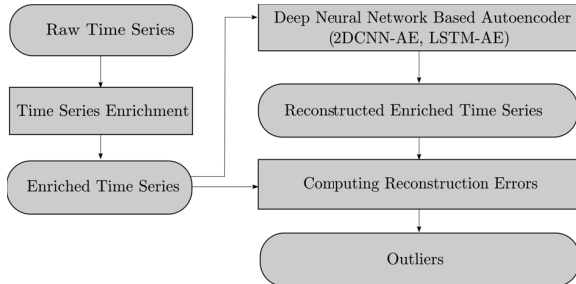 Raw Time Series
Time Series Enrichment
Enriched Time Series
Deep Neural Network Based Autoencoder
(2DCNN-AE, LSTM-AE)
Reconstructed Enriched Time Series
Computing Reconstruction Errors
Outliers